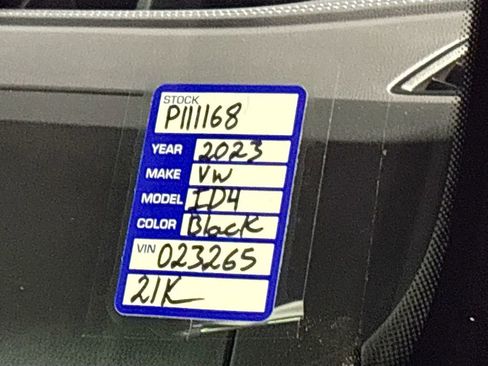 STOCK
P111168
YEAR 2023
MAKE VW
MODEL ID4
COLOR Black
VIN 023265
21K